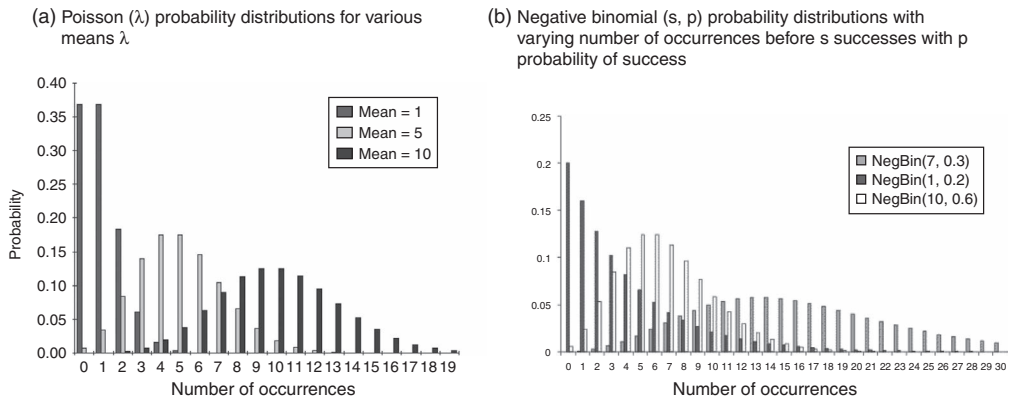 (a) Poisson (λ) probability distributions for various
means λ
0.40
0.35
0.30
0.25
0.20
0.15
0.10
0.05
0.00
Probability
Mean = 1
Mean = 5
Mean = 10
0 1 2 3 4 5 6 7 8 9 10 11 12 13 14 15 16 17 18 19
Number of occurrences
(b) Negative binomial (s, p) probability distributions with
varying number of occurrences before s successes with p
probability of success
0.25
0.2
0.15
0.1
0.05
0
NegBin(7, 0.3)
NegBin(1, 0.2)
NegBin(10, 0.6)
0 1 2 3 4 5 6 7 8 9 10 11 12 13 14 15 16 17 18 19 20 21 22 23 24 25 26 27 28 29 30
Number of occurrences